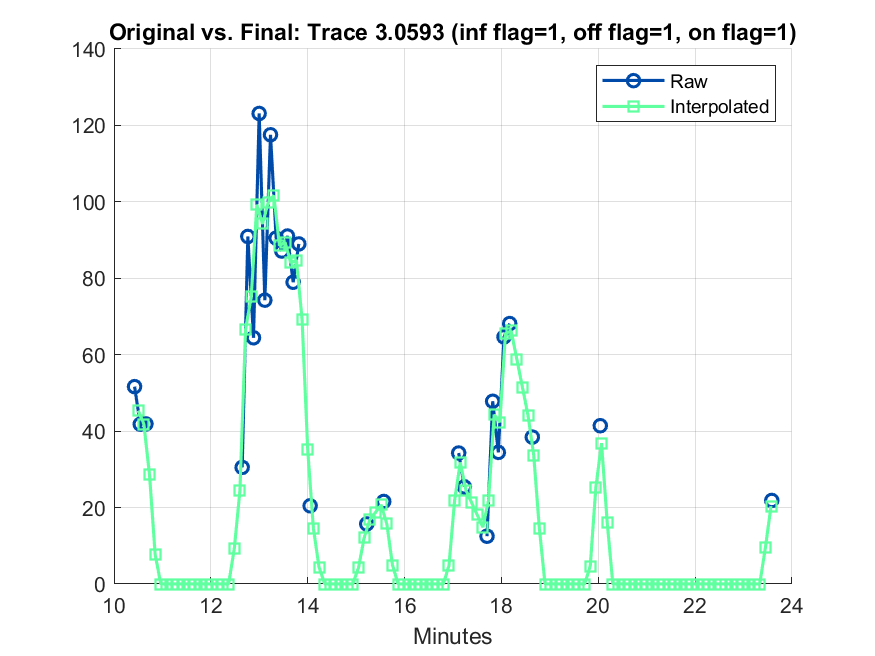 Original vs. Final: Trace 3.0593 (inf flag=1, off flag=1, on flag=1)
140
120
100
80
60
40
20
0
Raw
Interpolated
10 12 14 16 18 20 22 24
Minutes